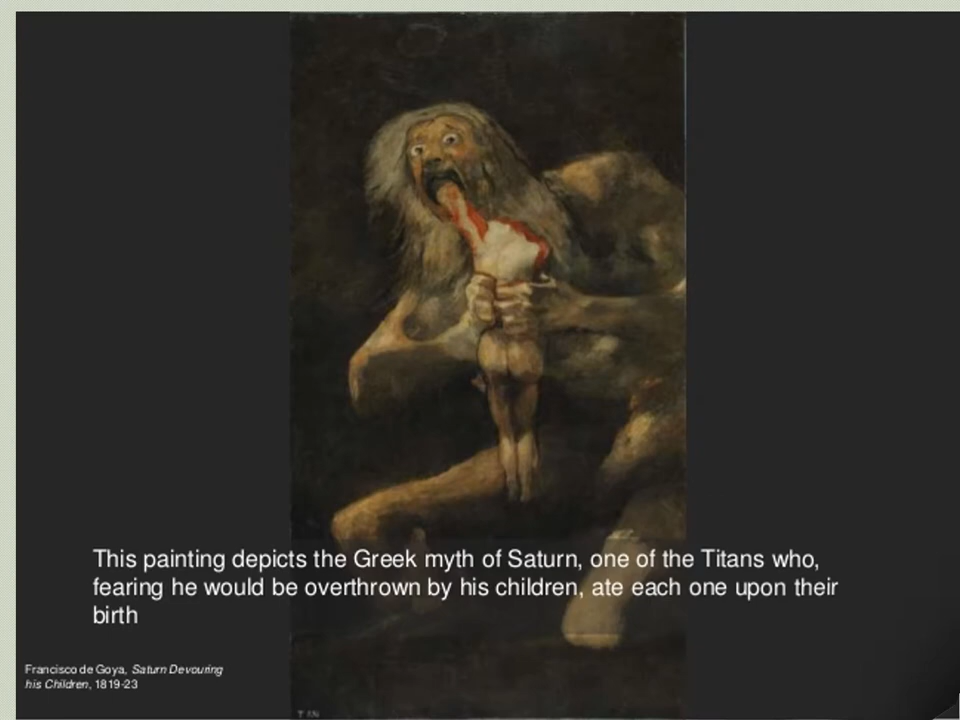 This painting depicts the Greek myth of Saturn, one of the Titans who,
fearing he would be overthrown by his children, ate each one upon their
birth
Francisco de Goya, Saturn Devouring
his Children, 1819-23